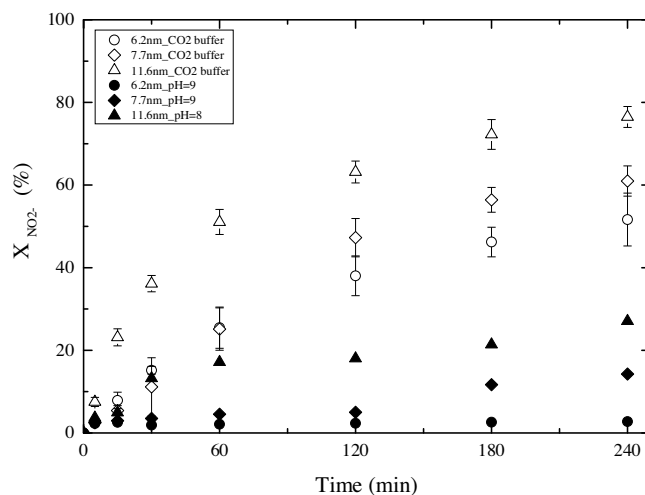 100
80
60
40
20
0
X NO2- (%)
6.2nm_CO2 buffer
7.7nm_CO2 buffer
11.6nm_CO2 buffer
6.2nm_pH=9
7.7nm_pH=9
11.6nm_pH=8
0 60 120 180 240
Time (min)